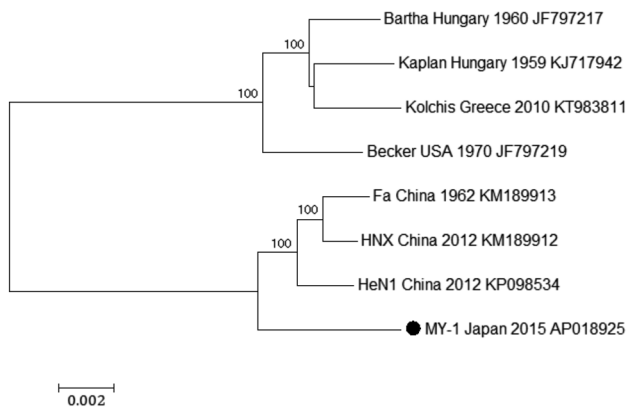 Bartha Hungary 1960 JF797217
100
Kaplan Hungary 1959 KJ717942
100
Kolchis Greece 2010 KT983811
Becker USA 1970 JF797219
Fa China 1962 KM189913
100
HNX China 2012 KM189912
100
HeN1 China 2012 KP098534
MY-1 Japan 2015 AP018925
0.002